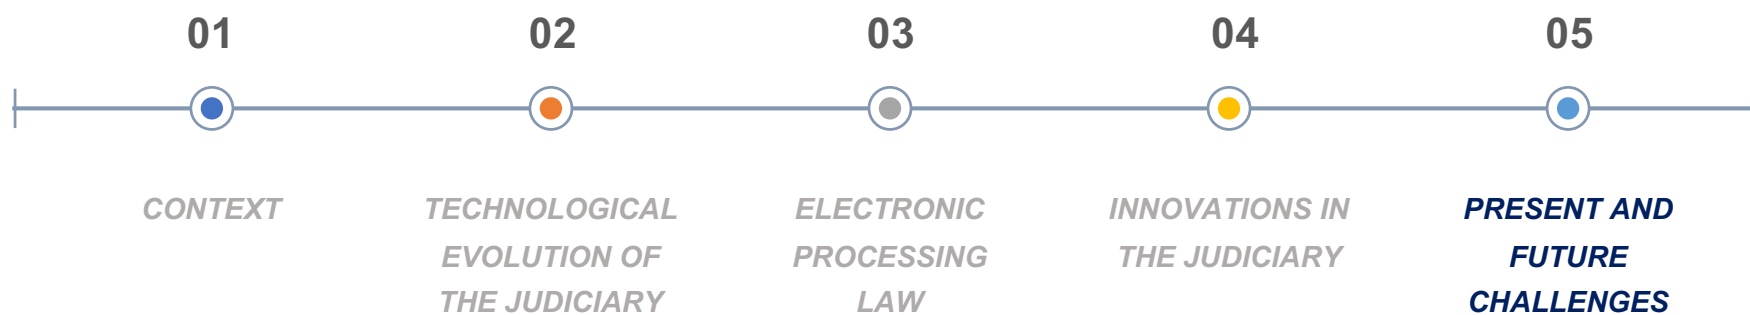 01
02
03
04
05
CONTEXT
TECHNOLOGICAL
EVOLUTION OF
THE JUDICIARY
ELECTRONIC
PROCESSING
LAW
INNOVATIONS IN
THE JUDICIARY
PRESENT AND
FUTURE
CHALLENGES